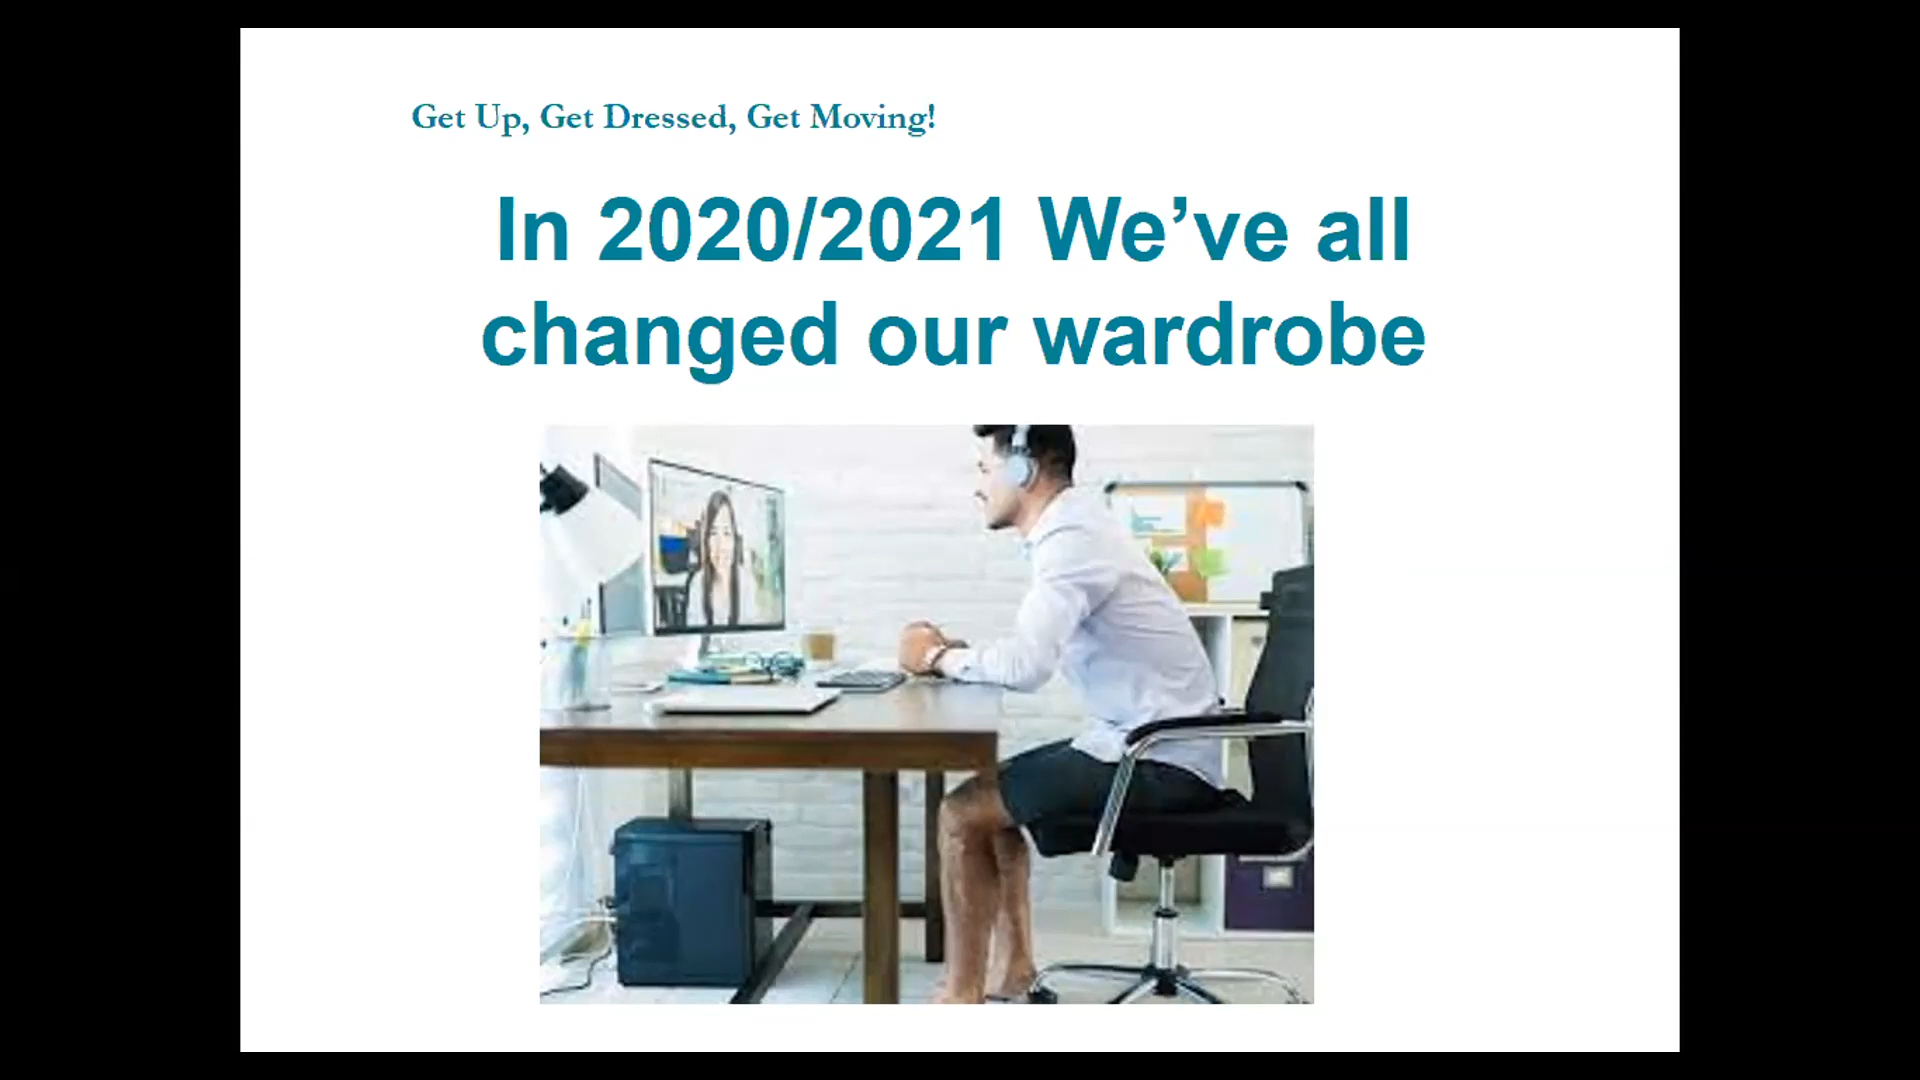 Get Up, Get Dressed, Get Moving!
In 2020/2021 We’ve all
changed our wardrobe